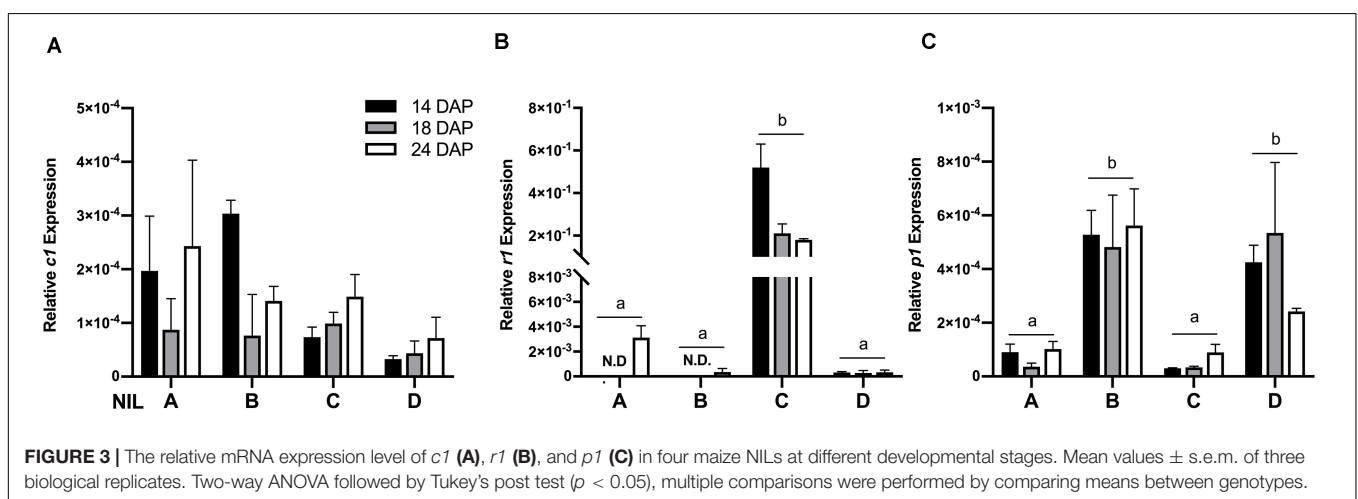 A
B
C
14 DAP
18 DAP
24 DAP
Relative c1 Expression
5×10-4
4×10-4
3×10-4
2×10-4
1×10-4
0
NIL A B C D
Relative r1 Expression
8×10-1
6×10-1
4×10-1
2×10-1
8×10-3
6×10-3
4×10-3
2×10-3
0
a
N.D
a
N.D.
b
a
A B C D
Relative p1 Expression
1×10-3
8×10-4
6×10-4
4×10-4
2×10-4
0
a
b
a
b
A B C D
FIGURE 3 | The relative mRNA expression level of c1 (A), r1 (B), and p1 (C) in four maize NILs at different developmental stages. Mean values ± s.e.m. of three
biological replicates. Two-way ANOVA followed by Tukey's post test (p < 0.05), multiple comparisons were performed by comparing means between genotypes.